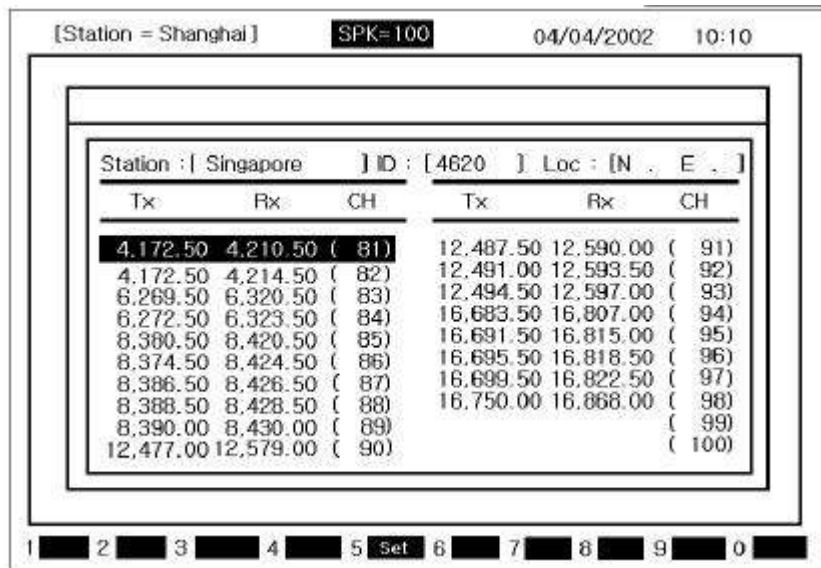 [Station = Shanghai] SPK=100 04/04/2002 10:10
Station : [ Singapore ] ID : [4620 ] Loc : [N . E . ]
Tx Rx CH Tx Rx CH
4.172.50 4.210.50 ( 81) 12,487.50 12,590.00 ( 91)
4.172.50 4,214.50 ( 82) 12,491.00 12,593.50 ( 92)
6.269.50 6,320.50 ( 83) 12,494.50 12,597.00 ( 93)
6,272.50 6,323.50 ( 84) 16,683.50 16,807.00 ( 94)
8,380.50 8,420.50 ( 85) 16,691.50 16,815.00 ( 95)
8,374.50 8,424.50 ( 86) 16,695.50 16,818.50 ( 96)
8,386.50 8,426.50 ( 87) 16,699.50 16,822.50 ( 97)
8,388.50 8,428.50 ( 88) 16,750.00 16,868.00 ( 98)
8,390.00 8,430.00 ( 89) ( 99)
12,477.00 12,579.00 ( 90) ( 100)
1 2 3 4 5 Set 6 7 8 9 0